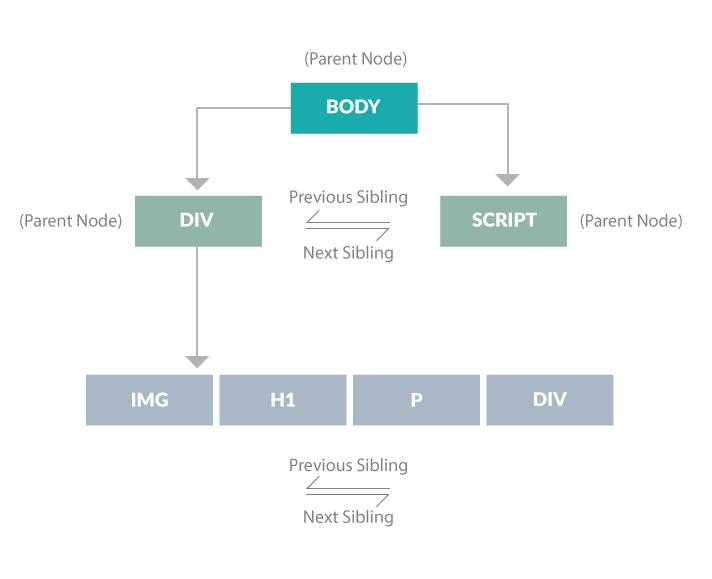 (Parent Node)
BODY
Previous Sibling
(Parent Node)
DIV
SCRIPT
(Parent Node)
Next Sibling
IMG
H1
P
DIV
Previous Sibling
Next Sibling